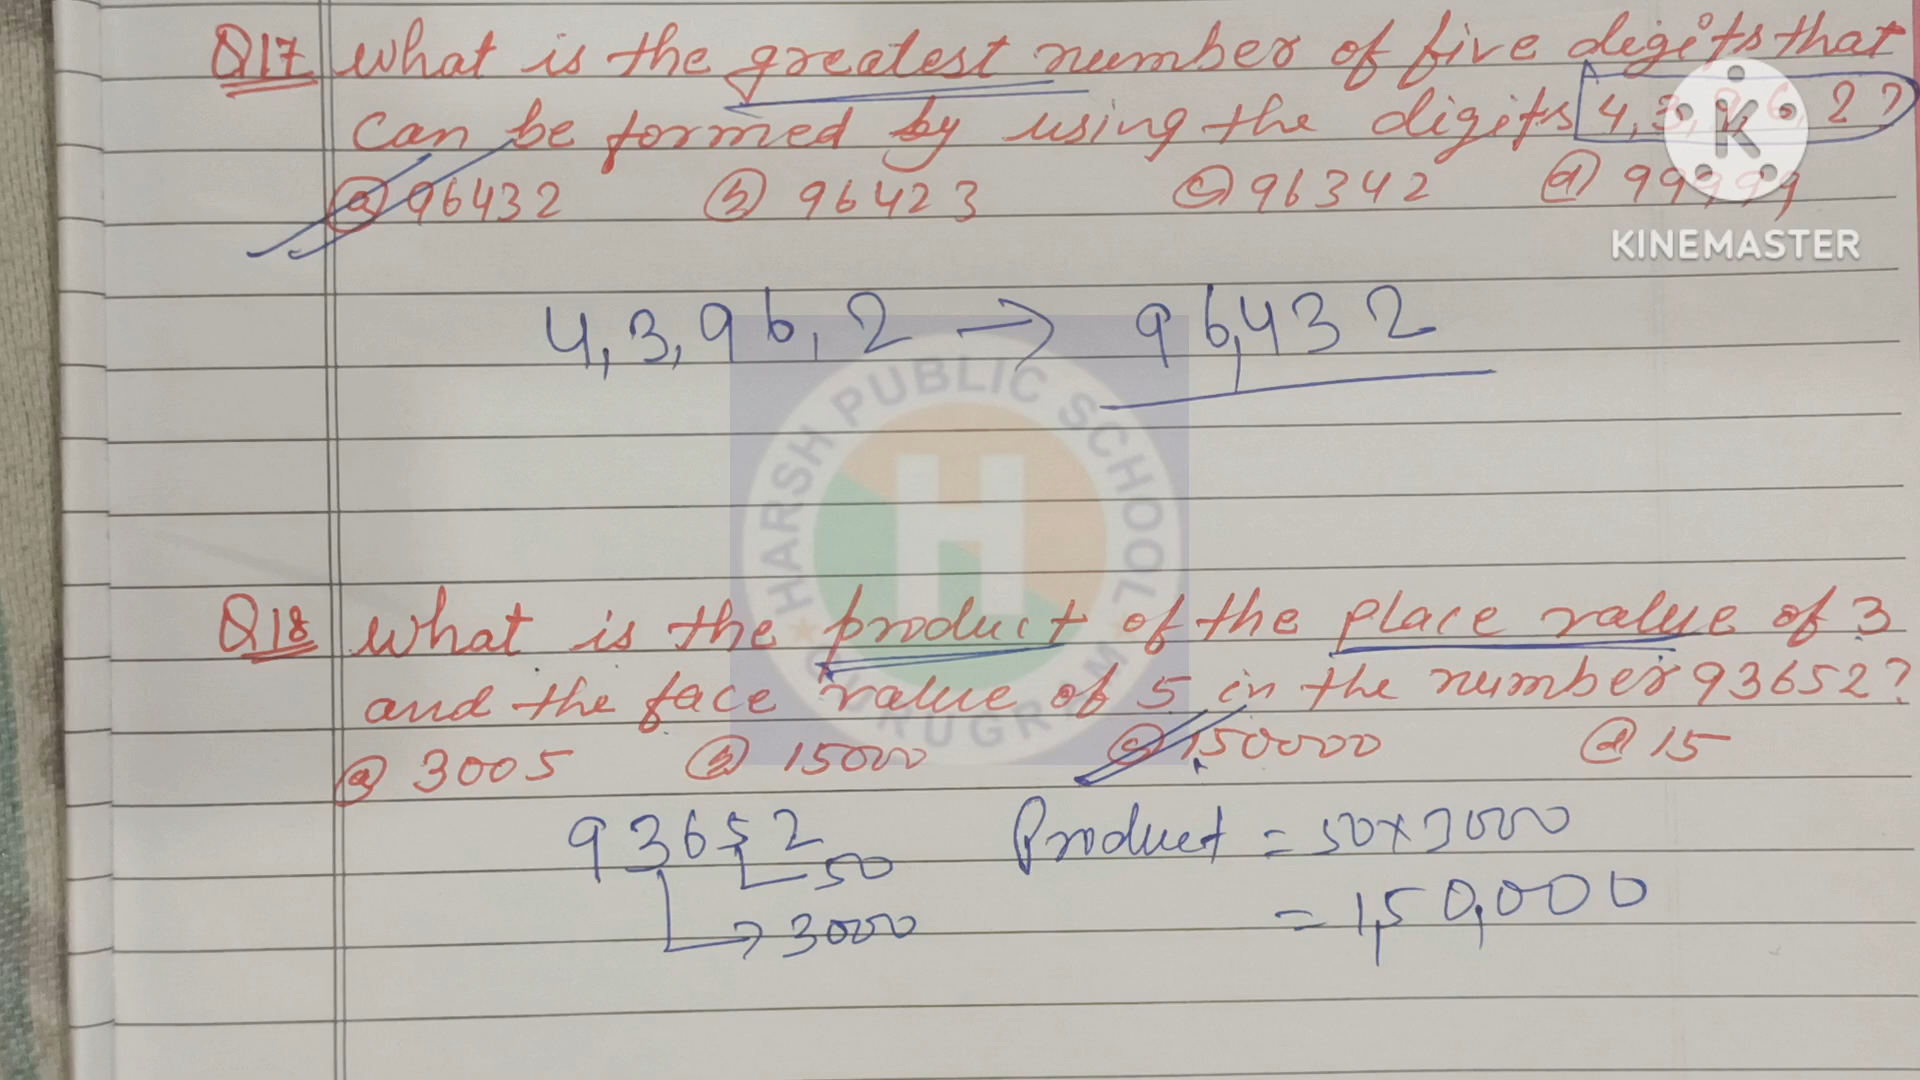 Q17 What is the greatest number of five digits that
can be formed by using the digits 4, 3, 9, 6, 2?
(a) 96432 (b) 96423 (c) 96342 (d) 99999
KINEMASTER
4, 3, 9 6, 2 → 96,432
HARSH PUBLIC SCHOOL
H
GURUGRAM
Q18 What is the product of the place value of 3
and the face value of 5 in the number 93652?
(a) 3005 (b) 15000 (c) 150000 (d) 15
93652 Product = 50×3000
50
= 1,50,000
→ 3000